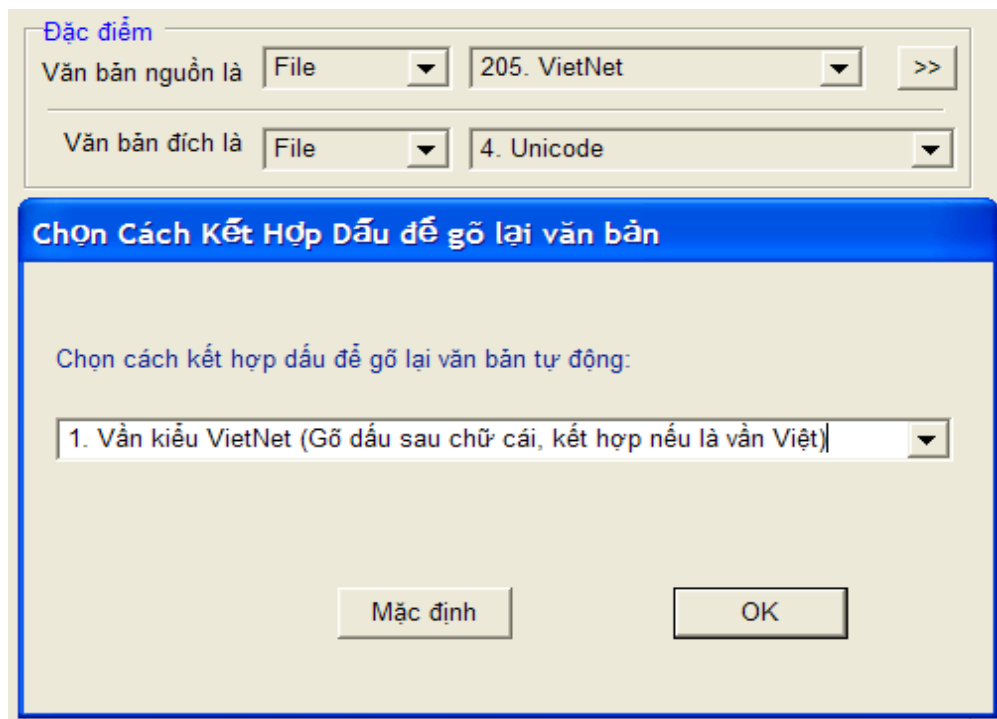 Đặc điểm
Văn bản nguồn là File 205. VietNet >>
Văn bản đích là File 4. Unicode
Chọn Cách Kết Hợp Dấu để gõ lại văn bản
Chọn cách kết hợp dấu để gõ lại văn bản tự động:
1. Vần kiểu VietNet (Gõ dấu sau chữ cái, kết hợp nếu là vần Việt)
Mặc định OK